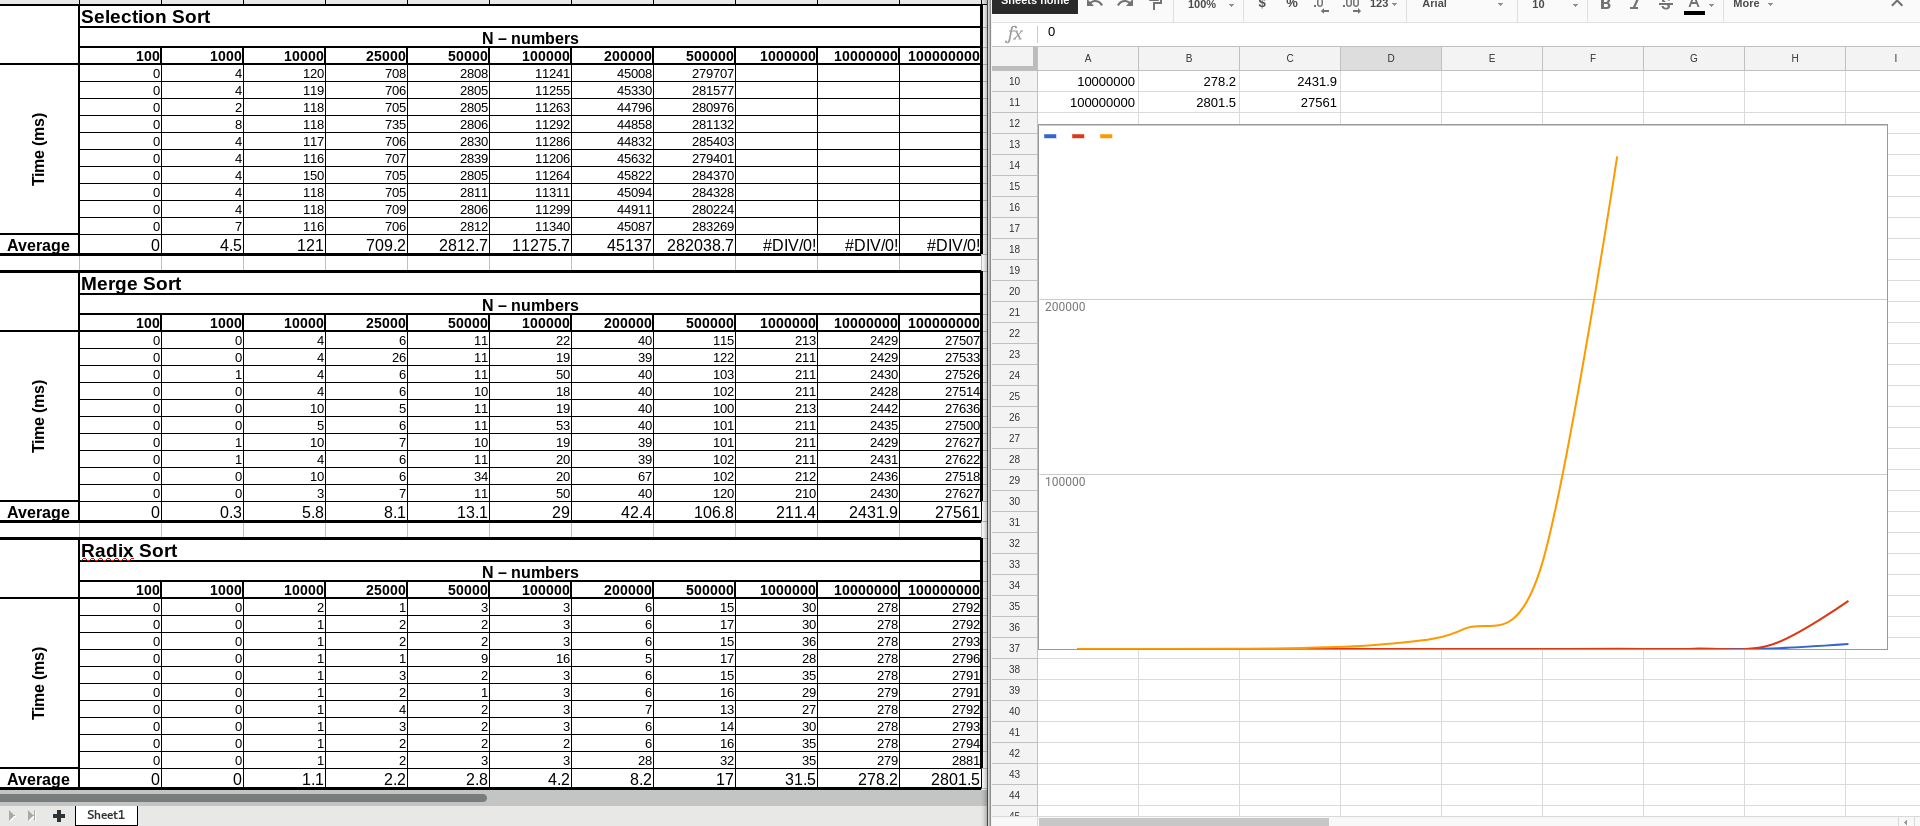 Selection Sort
N – numbers
100 1000 10000 25000 50000 100000 200000 500000 1000000 10000000 100000000
Time (ms)
0 4 120 708 2808 11241 45008 279707
0 4 119 706 2805 11255 45330 281577
0 2 118 705 2805 11263 44796 280976
0 8 118 735 2806 11292 44858 281132
0 4 117 706 2830 11286 44832 285403
0 4 116 707 2839 11206 45632 279401
0 4 150 705 2805 11264 45822 284370
0 4 118 705 2811 11311 45094 284328
0 4 118 709 2806 11299 44911 280224
0 7 116 706 2812 11340 45087 283269
Average 0 4.5 121 709.2 2812.7 11275.7 45137 282038.7 #DIV/0! #DIV/0! #DIV/0!
Merge Sort
N – numbers
100 1000 10000 25000 50000 100000 200000 500000 1000000 10000000 100000000
Time (ms)
0 0 4 6 11 22 40 115 213 2429 27507
0 0 4 26 11 19 39 122 211 2429 27533
0 1 4 6 11 50 40 103 211 2430 27526
0 0 4 6 10 18 40 102 211 2428 27514
0 0 10 5 11 19 40 100 213 2442 27636
0 0 5 6 11 53 40 101 211 2435 27500
0 1 10 7 10 19 39 101 211 2429 27627
0 1 4 6 11 20 39 102 211 2431 27622
0 0 10 6 34 20 67 102 212 2436 27518
0 0 3 7 11 50 40 120 210 2430 27627
Average 0 0.3 5.8 8.1 13.1 29 42.4 106.8 211.4 2431.9 27561
Radix Sort
N – numbers
100 1000 10000 25000 50000 100000 200000 500000 1000000 10000000 100000000
Time (ms)
0 0 2 1 3 3 6 15 30 278 2792
0 0 1 2 2 3 6 17 30 278 2792
0 0 1 2 2 3 6 15 36 278 2793
0 0 1 1 9 16 5 17 28 278 2796
0 0 1 3 2 3 6 15 35 278 2791
0 0 1 2 1 3 6 16 29 279 2791
0 0 1 4 2 3 7 13 27 278 2792
0 0 1 3 2 3 6 14 30 278 2793
0 0 1 2 2 2 6 16 35 278 2794
0 0 1 2 3 3 28 32 35 279 2881
Average 0 0 1.1 2.2 2.8 4.2 8.2 17 31.5 278.2 2801.5
Sheet1
Sheets home 100% $ % .0 .00 123 Arial 10 B I S A More
fx 0
A B C D E F G H I
10 10000000 278.2 2431.9
11 100000000 2801.5 27561
12
13
14
15
16
17
18
19
20
21
22
23
24
25
26
27
28
29
30
31
32
33
34
35
36
37
38
39
40
41
42
43
44
45
200000
100000